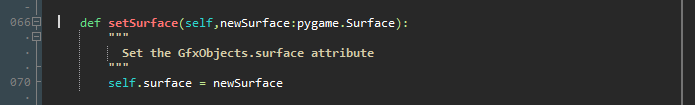 066 def setSurface(self,newSurface:pygame.Surface):
"""
Set the GfxObjects.surface attribute
"""
070 self.surface = newSurface